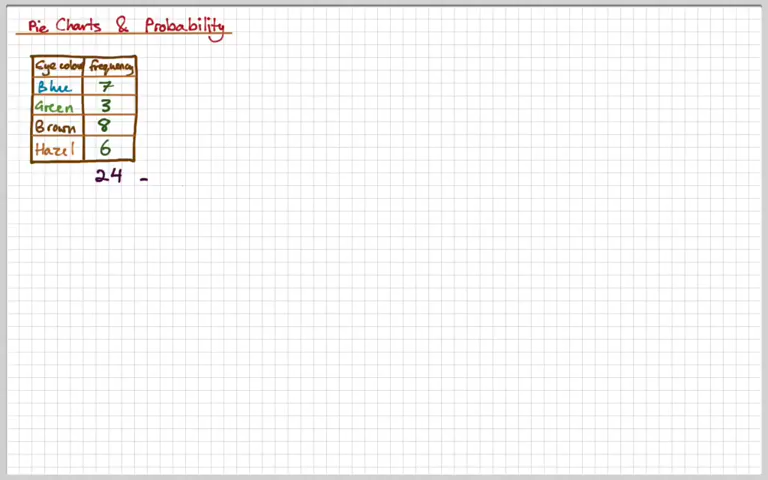 Pie Charts & Probability
Eye colour frequency
Blue 7
Green 3
Brown 8
Hazel 6
24 -